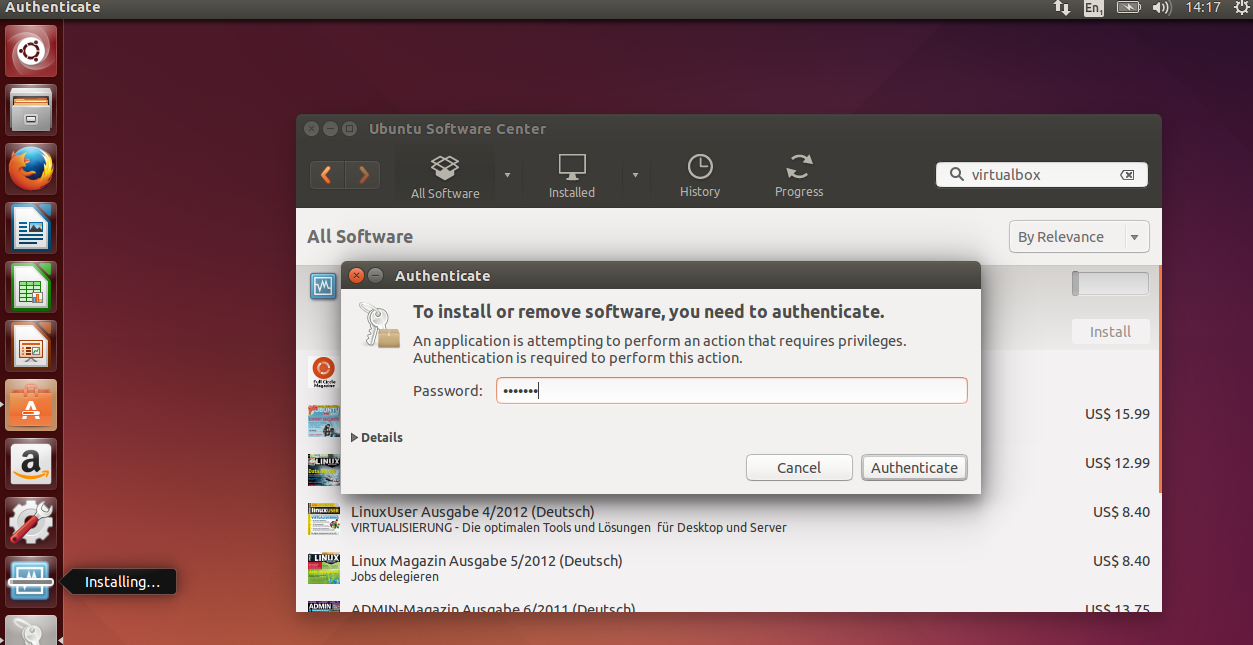 Authenticate
En1
14:17
Ubuntu Software Center
All Software
Installed
History
Progress
virtualbox
All Software
By Relevance
Install
Authenticate
To install or remove software, you need to authenticate.
An application is attempting to perform an action that requires privileges.
Authentication is required to perform this action.
Password: •••••••
Details
Cancel
Authenticate
Full Circle
Magazine
US$ 15.99
US$ 12.99
LinuxUser Ausgabe 4/2012 (Deutsch)
US$ 8.40
VIRTUALISIERUNG - Die optimalen Tools und Lösungen für Desktop und Server
Linux Magazin Ausgabe 5/2012 (Deutsch)
US$ 8.40
Jobs delegieren
ADMIN-Magazin Ausgabe 6/2011 (Deutsch)
US$ 13.75
a
Installing...